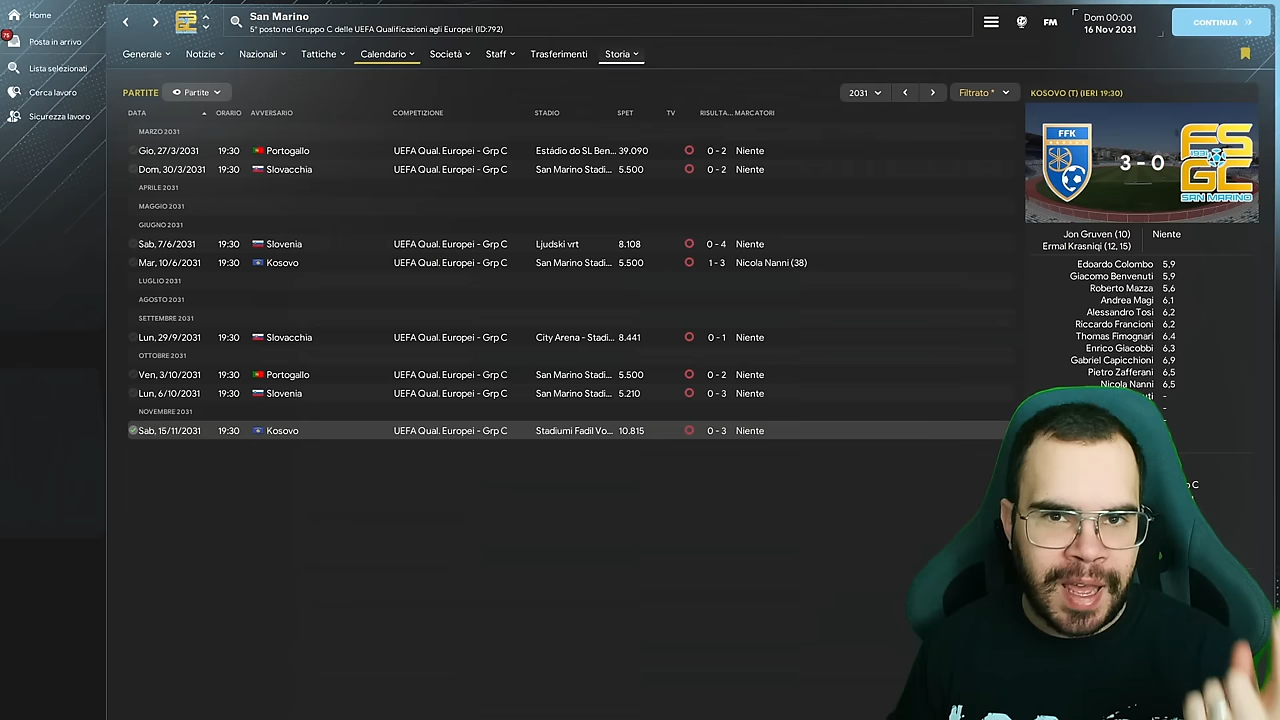 Home
75
Posta in arrivo
Lista selezionati
Cerca lavoro
Sicurezza lavoro
San Marino
5° posto nel Gruppo C delle UEFA Qualificazioni agli Europei (ID:792)
FM
Dom 00:00
16 Nov 2031
CONTINUA
Generale Notizie Nazionali Tattiche Calendario Società Staff Trasferimenti Storia
PARTITE Partite 2031 Filtrato *
DATA ORARIO AVVERSARIO COMPETIZIONE STADIO SPET TV RISULTA... MARCATORI
MARZO 2031
Gio, 27/3/2031 19:30 Portogallo UEFA Qual. Europei - Grp C Estádio do SL Ben... 39.090 0 - 2 Niente
Dom, 30/3/2031 19:30 Slovacchia UEFA Qual. Europei - Grp C San Marino Stadi... 5.500 0 - 2 Niente
APRILE 2031
MAGGIO 2031
GIUGNO 2031
Sab, 7/6/2031 19:30 Slovenia UEFA Qual. Europei - Grp C Ljudski vrt 8.108 0 - 4 Niente
Mar, 10/6/2031 19:30 Kosovo UEFA Qual. Europei - Grp C San Marino Stadi... 5.500 1 - 3 Nicola Nanni (38)
LUGLIO 2031
AGOSTO 2031
SETTEMBRE 2031
Lun, 29/9/2031 19:30 Slovacchia UEFA Qual. Europei - Grp C City Arena - Stadi... 8.441 0 - 1 Niente
OTTOBRE 2031
Ven, 3/10/2031 19:30 Portogallo UEFA Qual. Europei - Grp C San Marino Stadi... 5.500 0 - 2 Niente
Lun, 6/10/2031 19:30 Slovenia UEFA Qual. Europei - Grp C San Marino Stadi... 5.210 0 - 3 Niente
NOVEMBRE 2031
Sab, 15/11/2031 19:30 Kosovo UEFA Qual. Europei - Grp C Stadiumi Fadil Vo... 10.815 0 - 3 Niente
KOSOVO (T) (IERI 19:30)
FFK
3 - 0
FSGC
1931
SAN MARINO
Jon Gruven (10) Niente
Ermal Krasniqi (12, 15)
Edoardo Colombo 5,9
Giacomo Benvenuti 5,9
Roberto Mazza 5,6
Andrea Magi 6,1
Alessandro Tosi 6,2
Riccardo Francioni 6,2
Thomas Fimognari 6,4
Enrico Giacobbi 6,3
Gabriel Capicchioni 6,9
Pietro Zafferani 6,5
Nicola Nanni 6,5